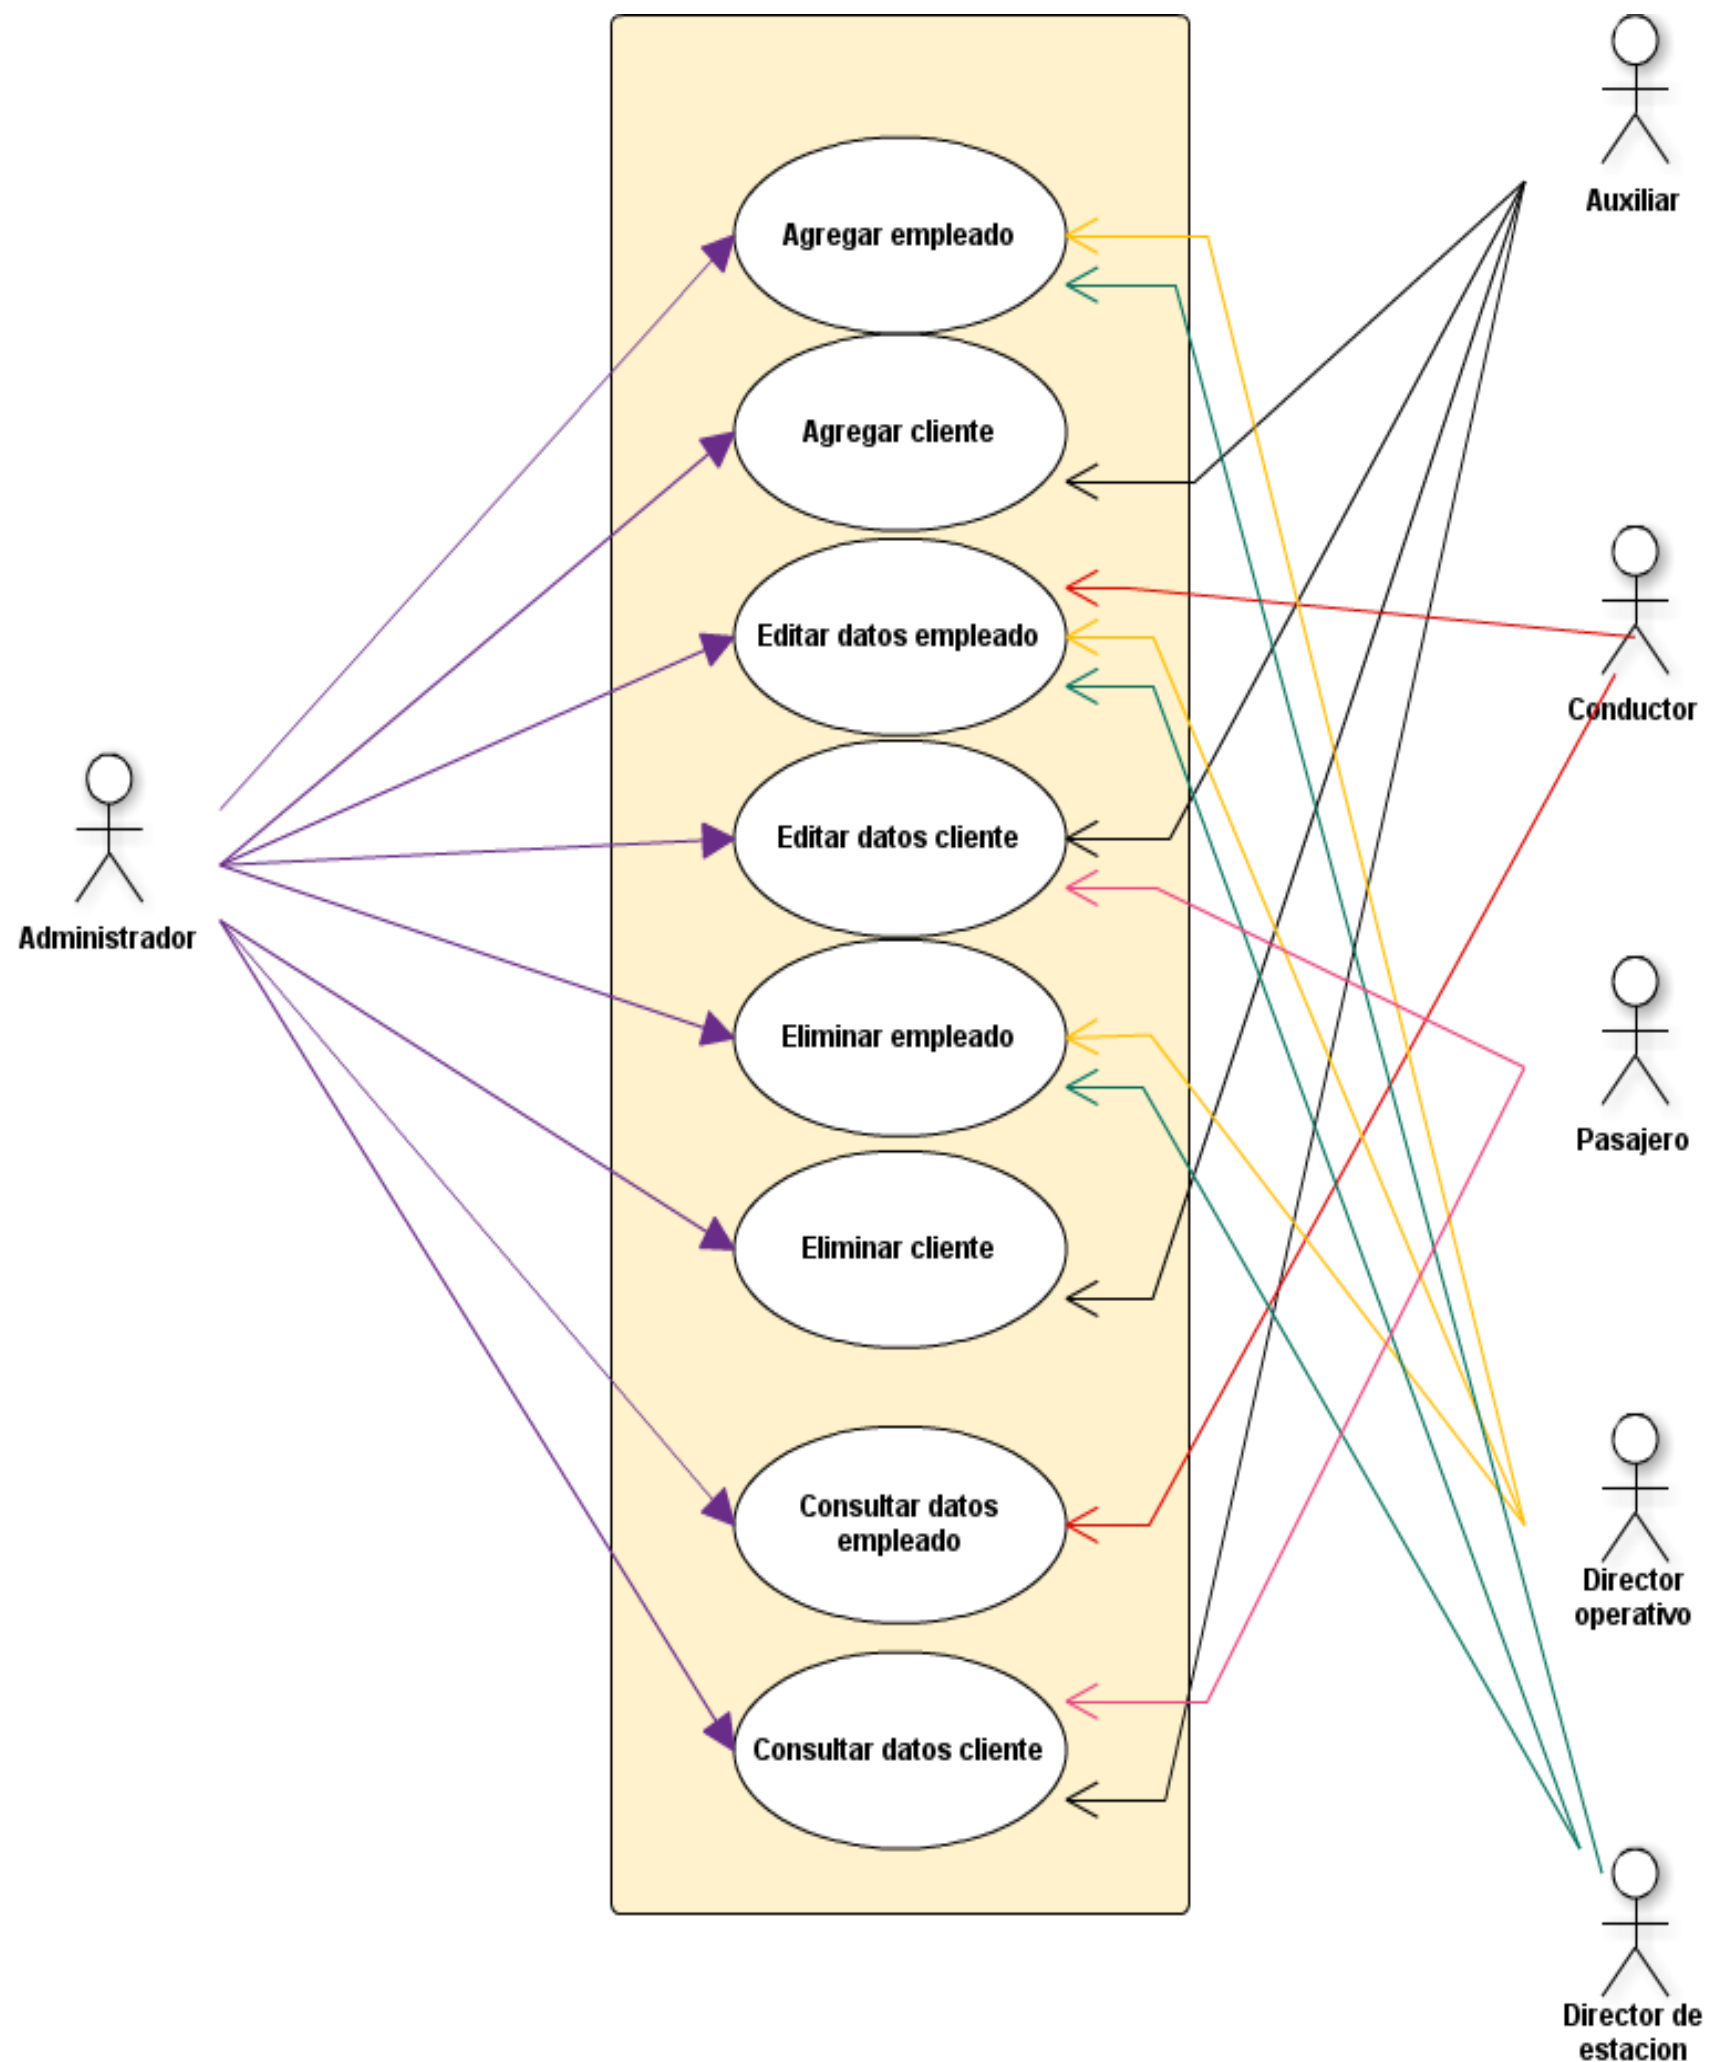 Auxiliar
Agregar empleado
Agregar cliente
Editar datos empleado
Conductor
Editar datos cliente
Administrador
Eliminar empleado
Pasajero
Eliminar cliente
Consultar datos
empleado
Director
operativo
Consultar datos cliente
Director de
estacion